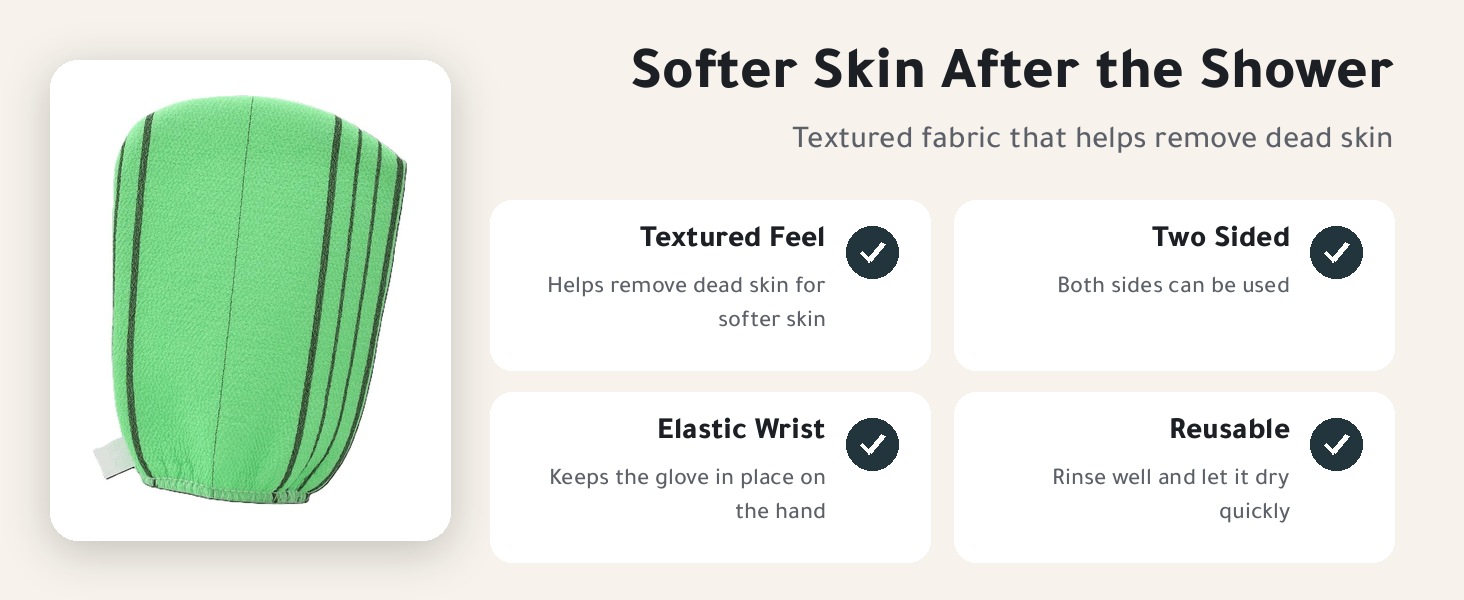 Softer Skin After the Shower
Textured fabric that helps remove dead skin
Textured Feel
Helps remove dead skin for
softer skin
Two Sided
Both sides can be used
Elastic Wrist
Keeps the glove in place on
the hand
Reusable
Rinse well and let it dry
quickly